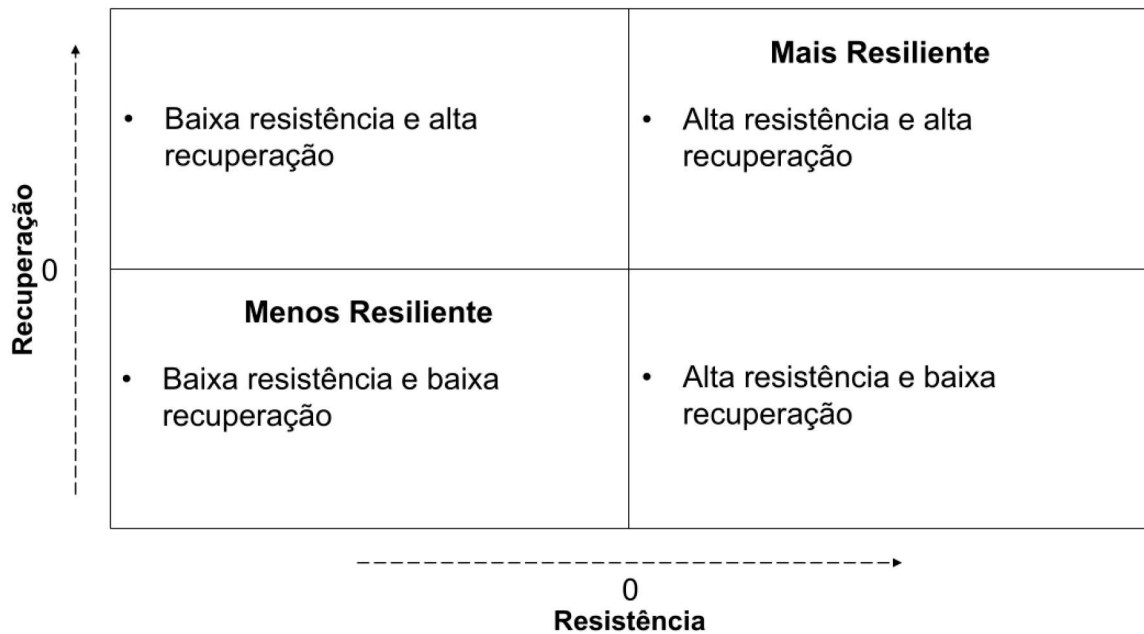 Mais Resiliente
• Baixa resistência e alta
recuperação
• Alta resistência e alta
recuperação
Recuperação
0
Menos Resiliente
• Baixa resistência e baixa
recuperação
• Alta resistência e baixa
recuperação
0
Resistência